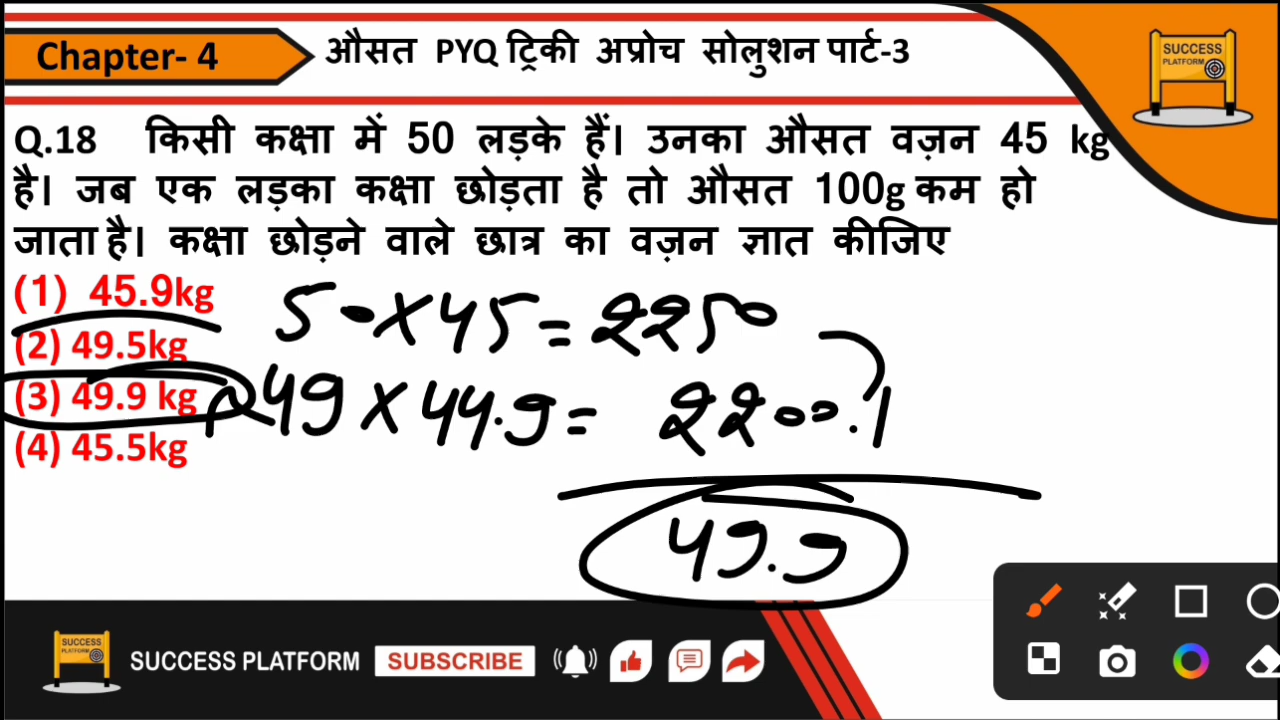 Chapter- 4
औसत PYQ ट्रिकी अप्रोच सोलुशन पार्ट-3
SUCCESS
PLATFORM
Q.18 किसी कक्षा में 50 लड़के हैं। उनका औसत वज़न 45 kg
है। जब एक लड़का कक्षा छोड़ता है तो औसत 100g कम हो
जाता है। कक्षा छोड़ने वाले छात्र का वज़न ज्ञात कीजिए
(1) 45.9kg
(2) 49.5kg
(3) 49.9 kg
(4) 45.5kg
50×45=2250
49×44.9= 2200.1
49.9
SUCCESS
PLATFORM
SUCCESS PLATFORM
SUBSCRIBE